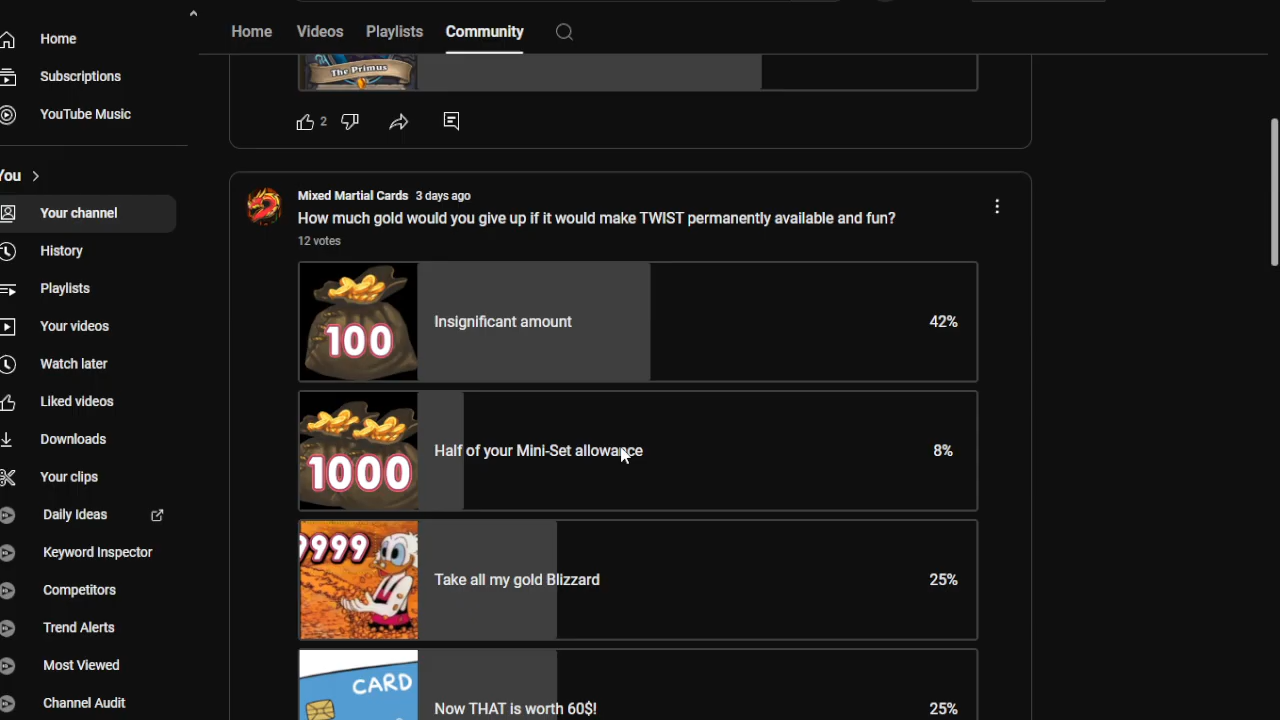 Home
Subscriptions
YouTube Music
You
Your channel
History
Playlists
Your videos
Watch later
Liked videos
Downloads
Your clips
Daily Ideas
Keyword Inspector
Competitors
Trend Alerts
Most Viewed
Channel Audit
Home Videos Playlists Community
The Primus
2
Mixed Martial Cards 3 days ago
How much gold would you give up if it would make TWIST permanently available and fun?
12 votes
100 Insignificant amount 42%
1000 Half of your Mini-Set allowance 8%
9999 Take all my gold Blizzard 25%
CARD
Now THAT is worth 60$! 25%